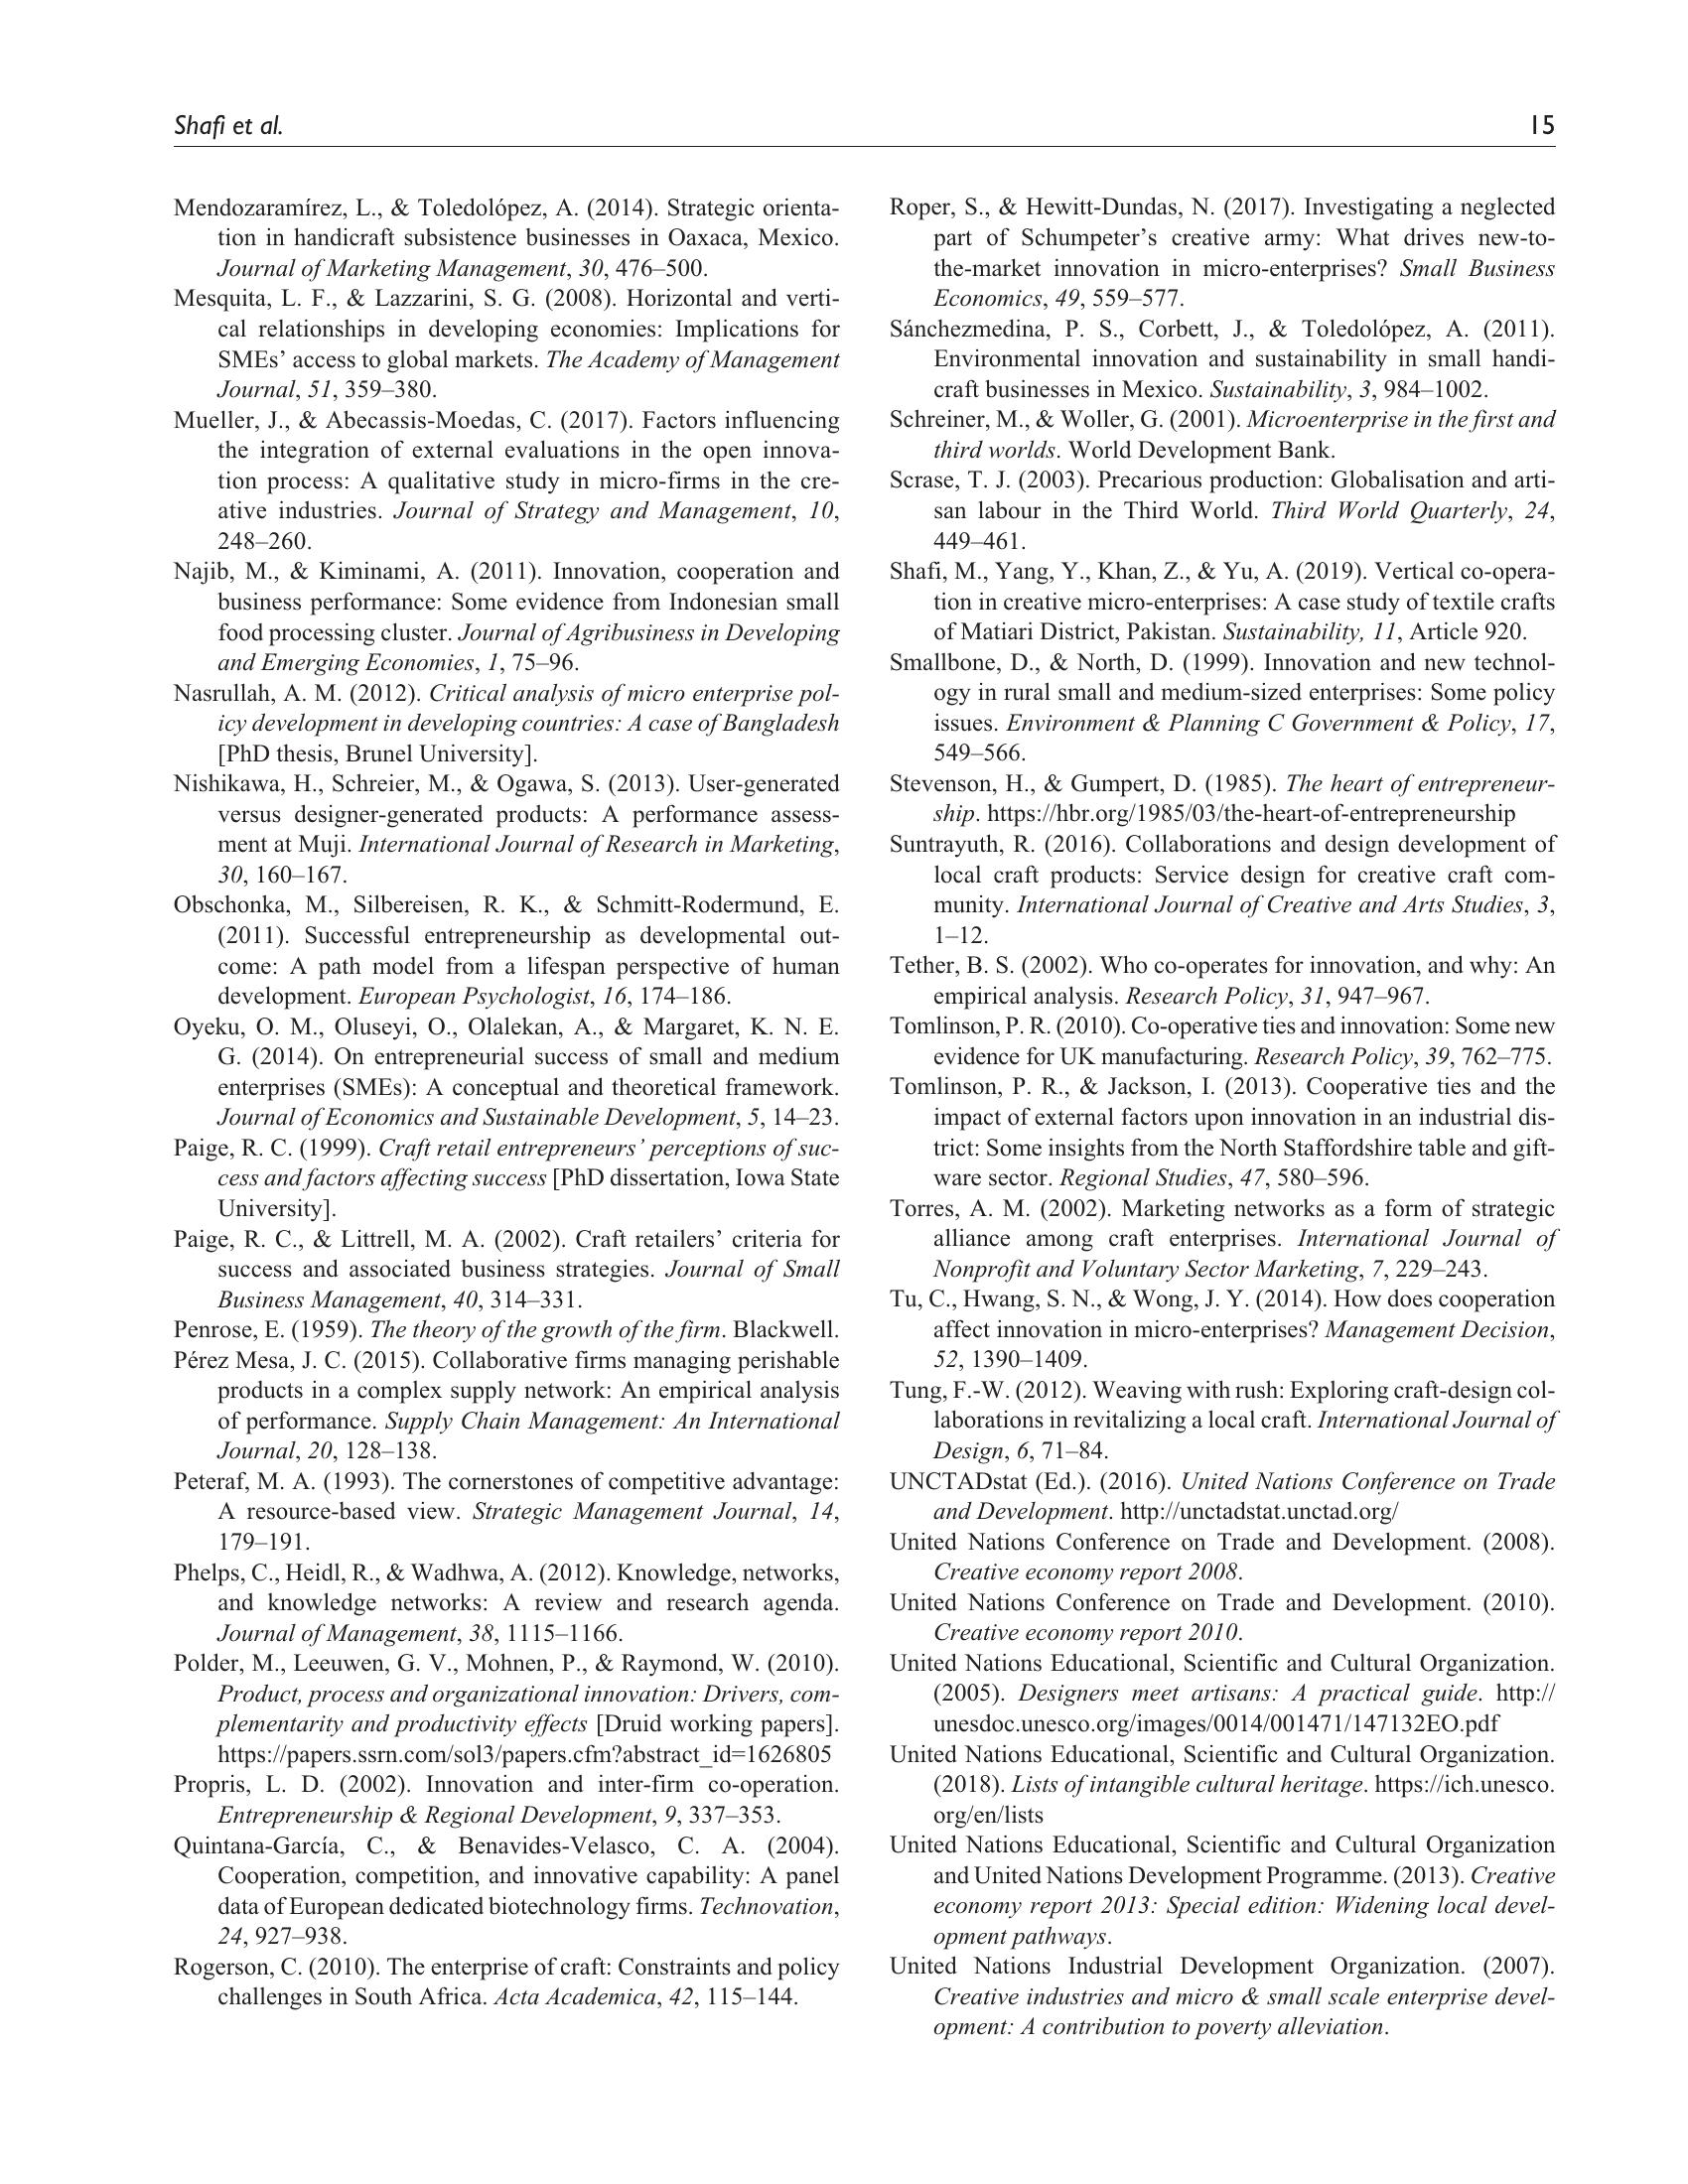 Shafi et al.
15
Mendozaramírez, L., & Toledolópez, A. (2014). Strategic orienta-
tion in handicraft subsistence businesses in Oaxaca, Mexico.
Journal of Marketing Management, 30, 476–500.
Mesquita, L. F., & Lazzarini, S. G. (2008). Horizontal and verti-
cal relationships in developing economies: Implications for
SMEs’ access to global markets. The Academy of Management
Journal, 51, 359–380.
Mueller, J., & Abecassis-Moedas, C. (2017). Factors influencing
the integration of external evaluations in the open innova-
tion process: A qualitative study in micro-firms in the cre-
ative industries. Journal of Strategy and Management, 10,
248–260.
Najib, M., & Kiminami, A. (2011). Innovation, cooperation and
business performance: Some evidence from Indonesian small
food processing cluster. Journal of Agribusiness in Developing
and Emerging Economies, 1, 75–96.
Nasrullah, A. M. (2012). Critical analysis of micro enterprise pol-
icy development in developing countries: A case of Bangladesh
[PhD thesis, Brunel University].
Nishikawa, H., Schreier, M., & Ogawa, S. (2013). User-generated
versus designer-generated products: A performance assess-
ment at Muji. International Journal of Research in Marketing,
30, 160–167.
Obschonka, M., Silbereisen, R. K., & Schmitt-Rodermund, E.
(2011). Successful entrepreneurship as developmental out-
come: A path model from a lifespan perspective of human
development. European Psychologist, 16, 174–186.
Oyeku, O. M., Oluseyi, O., Olalekan, A., & Margaret, K. N. E.
G. (2014). On entrepreneurial success of small and medium
enterprises (SMEs): A conceptual and theoretical framework.
Journal of Economics and Sustainable Development, 5, 14–23.
Paige, R. C. (1999). Craft retail entrepreneurs’ perceptions of suc-
cess and factors affecting success [PhD dissertation, Iowa State
University].
Paige, R. C., & Littrell, M. A. (2002). Craft retailers’ criteria for
success and associated business strategies. Journal of Small
Business Management, 40, 314–331.
Penrose, E. (1959). The theory of the growth of the firm. Blackwell.
Pérez Mesa, J. C. (2015). Collaborative firms managing perishable
products in a complex supply network: An empirical analysis
of performance. Supply Chain Management: An International
Journal, 20, 128–138.
Peteraf, M. A. (1993). The cornerstones of competitive advantage:
A resource-based view. Strategic Management Journal, 14,
179–191.
Phelps, C., Heidl, R., & Wadhwa, A. (2012). Knowledge, networks,
and knowledge networks: A review and research agenda.
Journal of Management, 38, 1115–1166.
Polder, M., Leeuwen, G. V., Mohnen, P., & Raymond, W. (2010).
Product, process and organizational innovation: Drivers, com-
plementarity and productivity effects [Druid working papers].
https://papers.ssrn.com/sol3/papers.cfm?abstract_id=1626805
Propris, L. D. (2002). Innovation and inter-firm co-operation.
Entrepreneurship & Regional Development, 9, 337–353.
Quintana-García, C., & Benavides-Velasco, C. A. (2004).
Cooperation, competition, and innovative capability: A panel
data of European dedicated biotechnology firms. Technovation,
24, 927–938.
Rogerson, C. (2010). The enterprise of craft: Constraints and policy
challenges in South Africa. Acta Academica, 42, 115–144.
Roper, S., & Hewitt-Dundas, N. (2017). Investigating a neglected
part of Schumpeter’s creative army: What drives new-to-
the-market innovation in micro-enterprises? Small Business
Economics, 49, 559–577.
Sánchezmedina, P. S., Corbett, J., & Toledolópez, A. (2011).
Environmental innovation and sustainability in small handi-
craft businesses in Mexico. Sustainability, 3, 984–1002.
Schreiner, M., & Woller, G. (2001). Microenterprise in the first and
third worlds. World Development Bank.
Scrase, T. J. (2003). Precarious production: Globalisation and arti-
san labour in the Third World. Third World Quarterly, 24,
449–461.
Shafi, M., Yang, Y., Khan, Z., & Yu, A. (2019). Vertical co-opera-
tion in creative micro-enterprises: A case study of textile crafts
of Matiari District, Pakistan. Sustainability, 11, Article 920.
Smallbone, D., & North, D. (1999). Innovation and new technol-
ogy in rural small and medium-sized enterprises: Some policy
issues. Environment & Planning C Government & Policy, 17,
549–566.
Stevenson, H., & Gumpert, D. (1985). The heart of entrepreneur-
ship. https://hbr.org/1985/03/the-heart-of-entrepreneurship
Suntrayuth, R. (2016). Collaborations and design development of
local craft products: Service design for creative craft com-
munity. International Journal of Creative and Arts Studies, 3,
1–12.
Tether, B. S. (2002). Who co-operates for innovation, and why: An
empirical analysis. Research Policy, 31, 947–967.
Tomlinson, P. R. (2010). Co-operative ties and innovation: Some new
evidence for UK manufacturing. Research Policy, 39, 762–775.
Tomlinson, P. R., & Jackson, I. (2013). Cooperative ties and the
impact of external factors upon innovation in an industrial dis-
trict: Some insights from the North Staffordshire table and gift-
ware sector. Regional Studies, 47, 580–596.
Torres, A. M. (2002). Marketing networks as a form of strategic
alliance among craft enterprises. International Journal of
Nonprofit and Voluntary Sector Marketing, 7, 229–243.
Tu, C., Hwang, S. N., & Wong, J. Y. (2014). How does cooperation
affect innovation in micro-enterprises? Management Decision,
52, 1390–1409.
Tung, F.-W. (2012). Weaving with rush: Exploring craft-design col-
laborations in revitalizing a local craft. International Journal of
Design, 6, 71–84.
UNCTADstat (Ed.). (2016). United Nations Conference on Trade
and Development. http://unctadstat.unctad.org/
United Nations Conference on Trade and Development. (2008).
Creative economy report 2008.
United Nations Conference on Trade and Development. (2010).
Creative economy report 2010.
United Nations Educational, Scientific and Cultural Organization.
(2005). Designers meet artisans: A practical guide. http://
unesdoc.unesco.org/images/0014/001471/147132EO.pdf
United Nations Educational, Scientific and Cultural Organization.
(2018). Lists of intangible cultural heritage. https://ich.unesco.
org/en/lists
United Nations Educational, Scientific and Cultural Organization
and United Nations Development Programme. (2013). Creative
economy report 2013: Special edition: Widening local devel-
opment pathways.
United Nations Industrial Development Organization. (2007).
Creative industries and micro & small scale enterprise devel-
opment: A contribution to poverty alleviation.